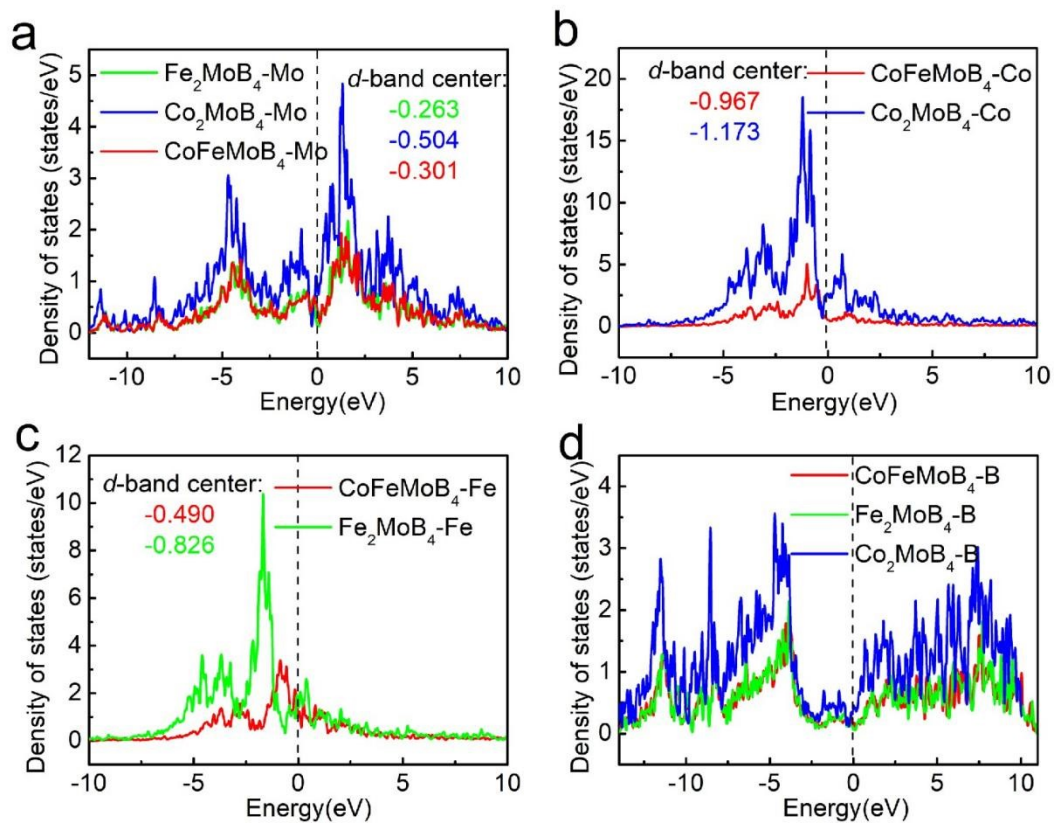 a
Fe₂MoB₄-Mo
Co₂MoB₄-Mo
CoFeMoB₄-Mo
d-band center:
-0.263
-0.504
-0.301
Density of states (states/eV)
5
4
3
2
1
0
-10
-5
0
5
10
Energy(eV)
b
d-band center:
-0.967
-1.173
CoFeMoB₄-Co
Co₂MoB₄-Co
Density of states (states/eV)
20
15
10
5
0
-10
-5
0
5
10
Energy(eV)
c
d-band center:
-0.490
-0.826
CoFeMoB₄-Fe
Fe₂MoB₄-Fe
Density of states (states/eV)
12
10
8
6
4
2
0
-10
-5
0
5
10
Energy(eV)
d
CoFeMoB₄-B
Fe₂MoB₄-B
Co₂MoB₄-B
Density of states (states/eV)
4
3
2
1
0
-10
-5
0
5
10
Energy(eV)